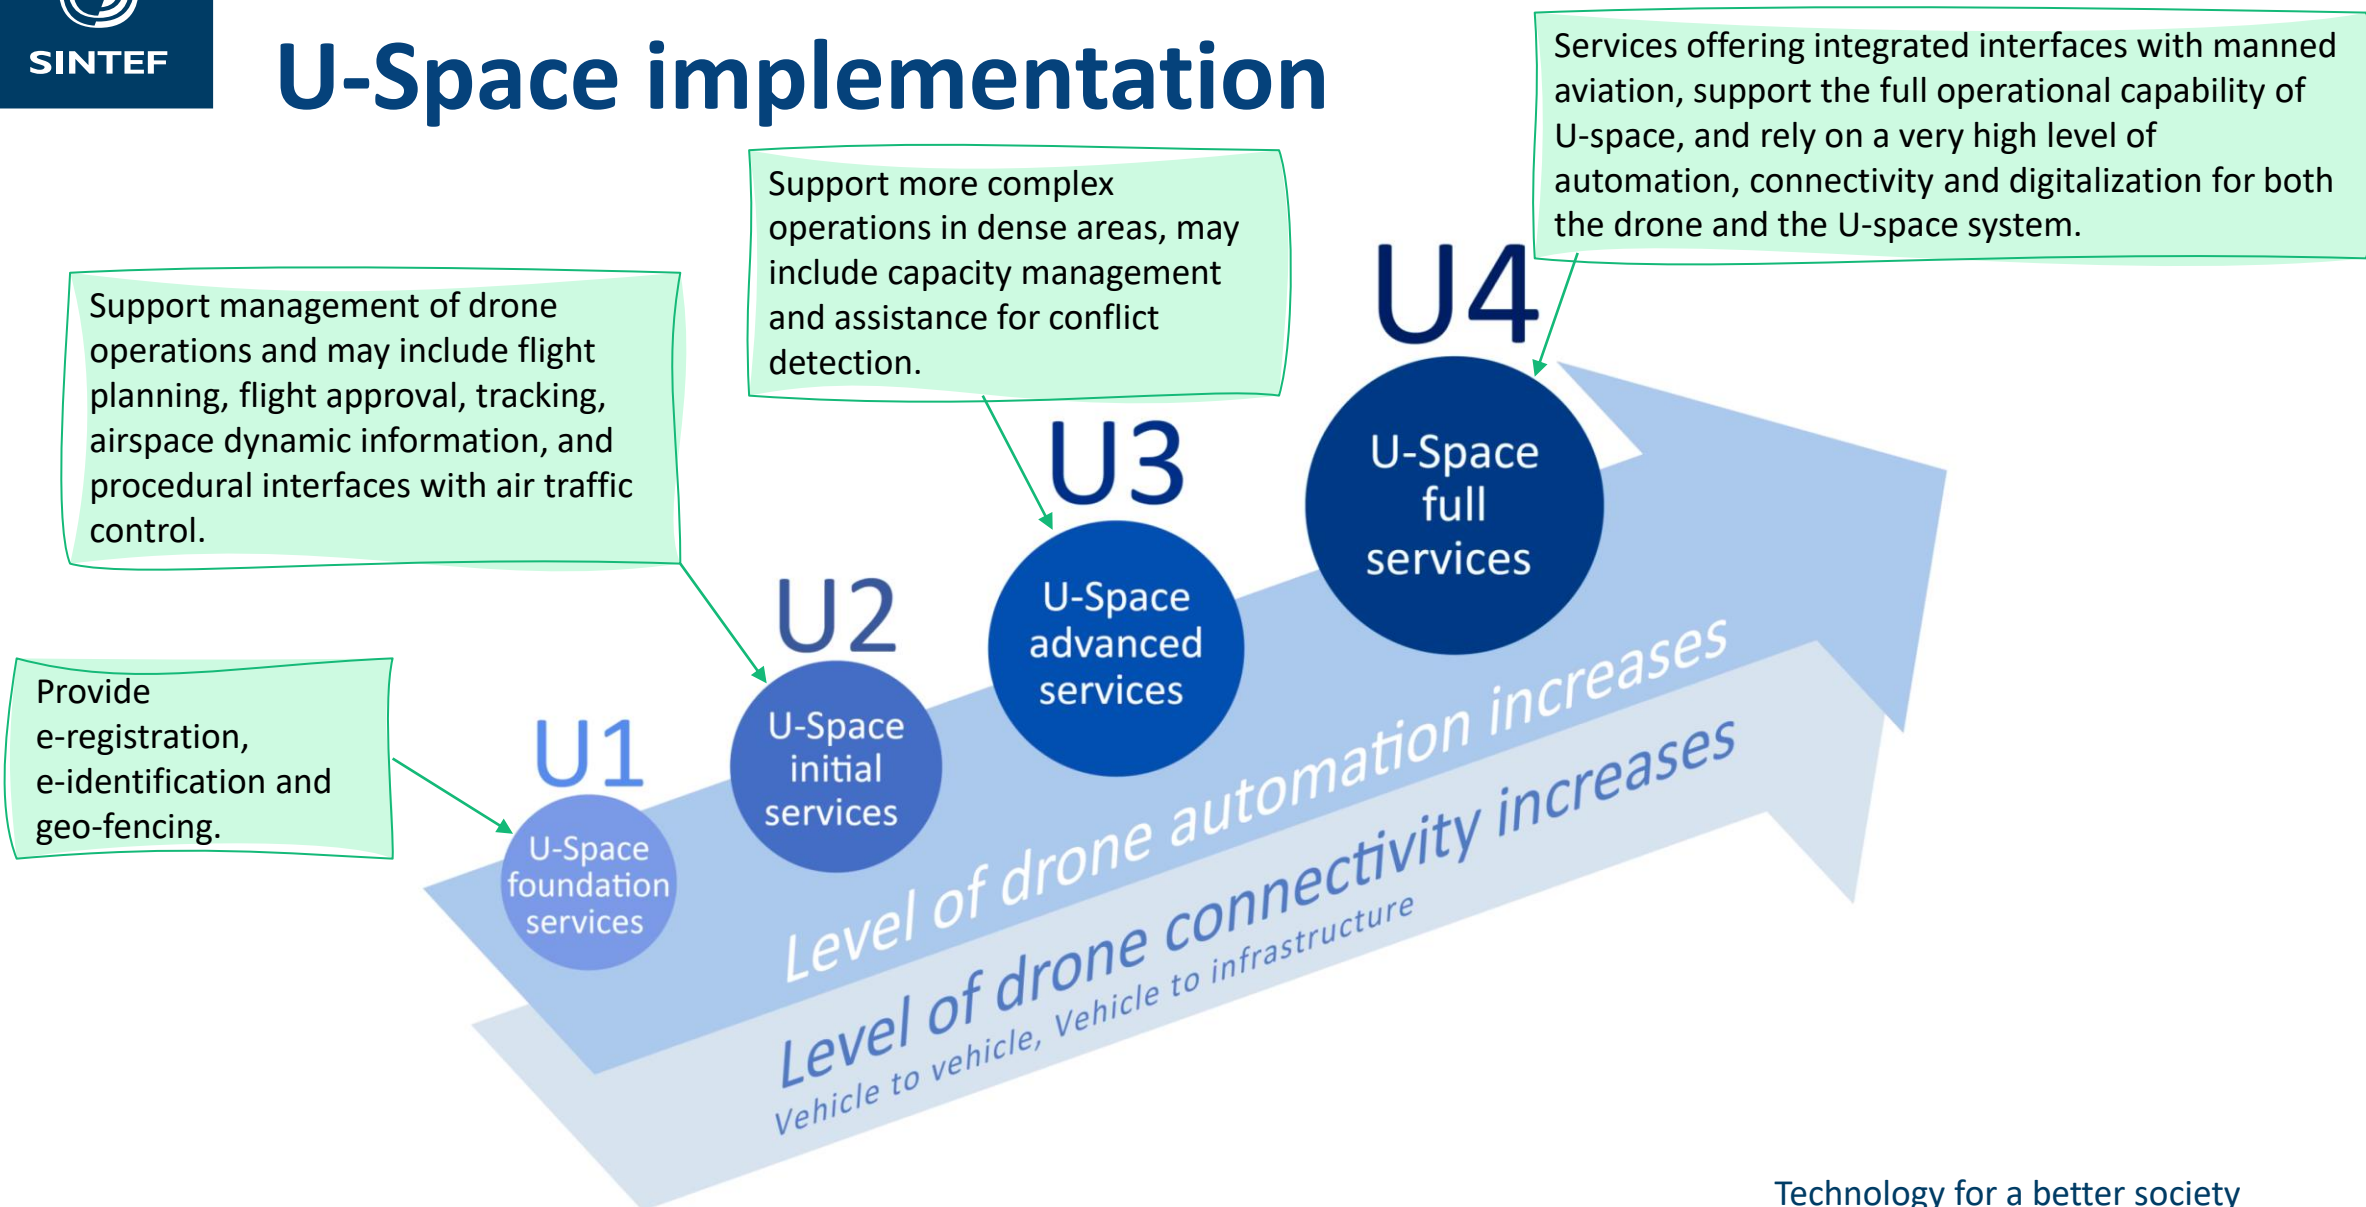 SINTEF
U-Space implementation
Services offering integrated interfaces with manned
aviation, support the full operational capability of
U-space, and rely on a very high level of
automation, connectivity and digitalization for both
the drone and the U-space system.
Support more complex
operations in dense areas, may
include capacity management
and assistance for conflict
detection.
Support management of drone
operations and may include flight
planning, flight approval, tracking,
airspace dynamic information, and
procedural interfaces with air traffic
control.
Provide
e-registration,
e-identification and
geo-fencing.
U1
U-Space
foundation
services
U2
U-Space
initial
services
U3
U-Space
advanced
services
U4
U-Space
full
services
Level of drone automation increases
Level of drone connectivity increases
Vehicle to vehicle, Vehicle to infrastructure
Technology for a better society